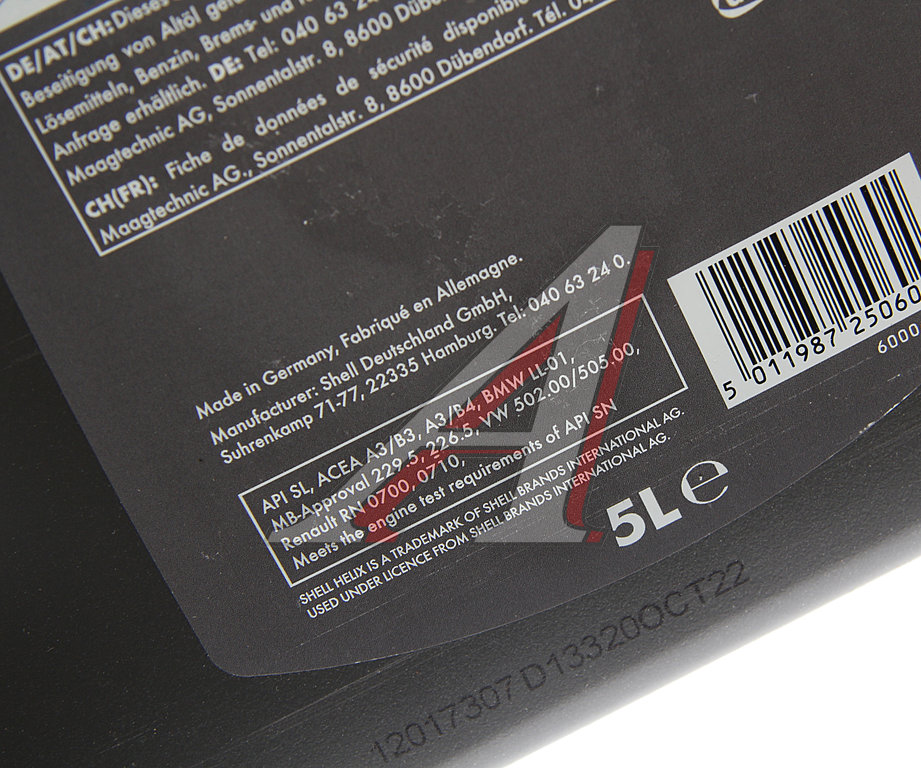 DE/AT/CH: Dieses
Beseitigung von Altöl
Lösemitteln, Benzin, Brems- und
Anfrage erhältlich. DE: Tel: 040 63 24
Maagtechnic AG, Sonnentalstr. 8, 8600 Dübendorf
CH(FR): Fiche de données de sécurité disponible
Maagtechnic AG., Sonnentalstr. 8, 8600 Dübendorf. Tél: 04
Made in Germany, Fabriqué en Allemagne.
Manufacturer: Shell Deutschland GmbH,
Suhrenkamp 71-77, 22335 Hamburg. Tel: 040 63 24 0.
API SL, ACEA A3/B3, A3/B4, BMW LL-01,
MB-Approval 229.5, 226.5, VW 502.00/505.00,
Renault RN 0700, 0710,
Meets the engine test requirements of API SN
SHELL HELIX IS A TRADEMARK OF SHELL BRANDS INTERNATIONAL AG.
USED UNDER LICENCE FROM SHELL BRANDS INTERNATIONAL AG.
5L ℮
5 011987 25060
6000
12017307 D13320OCT22